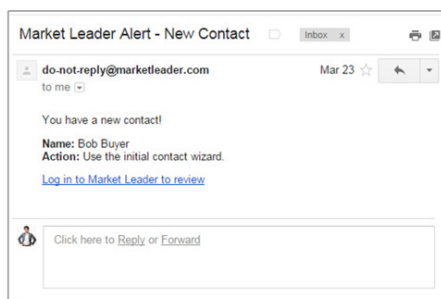 Market Leader Alert - New Contact Inbox x
do-not-reply@marketleader.com Mar 23
to me
You have a new contact!
Name: Bob Buyer
Action: Use the initial contact wizard.
Log in to Market Leader to review
Click here to Reply or Forward